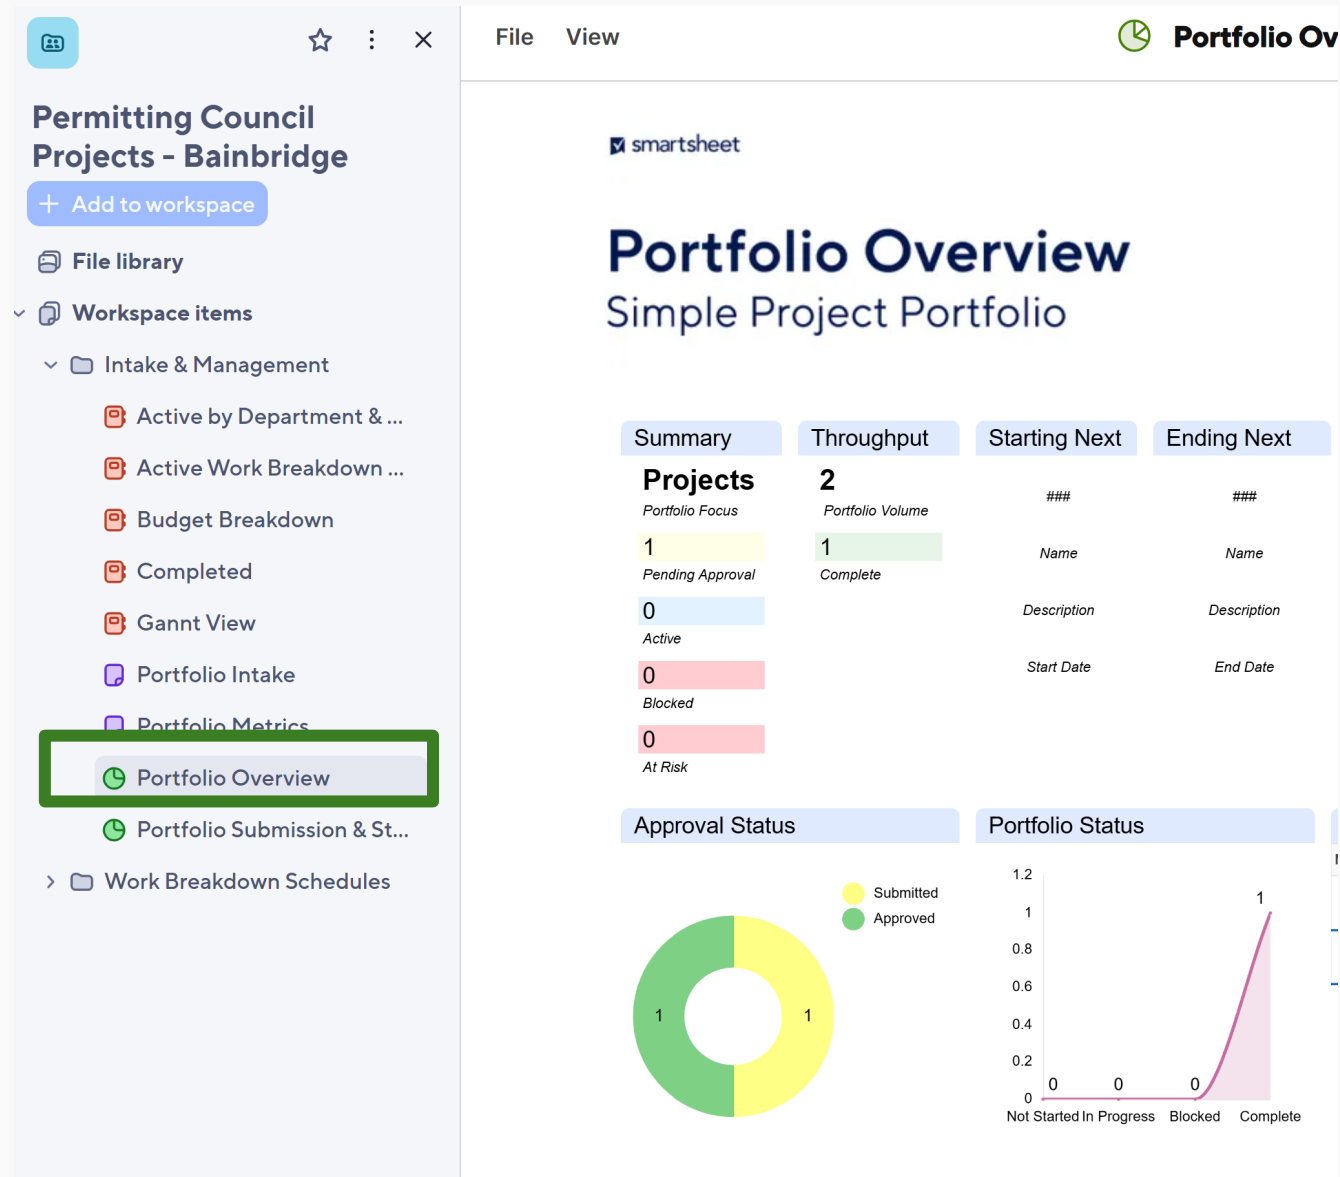 Permitting Council
Projects - Bainbridge
Add to workspace
File library
Workspace items
Intake & Management
Active by Department & ...
Active Work Breakdown ...
Budget Breakdown
Completed
Gannt View
Portfolio Intake
Portfolio Metrics
Portfolio Overview
Portfolio Submission & St...
Work Breakdown Schedules
File View
Portfolio Ov
smartsheet
Portfolio Overview
Simple Project Portfolio
Summary
Projects
Portfolio Focus
1
Pending Approval
0
Active
0
Blocked
0
At Risk
Throughput
2
Portfolio Volume
1
Complete
Starting Next
###
Name
Description
Start Date
Ending Next
###
Name
Description
End Date
Approval Status
Submitted
Approved
1 1
Portfolio Status
1.2
1
0.8
0.6
0.4
0.2
0
0 0 0 1
Not Started In Progress Blocked Complete